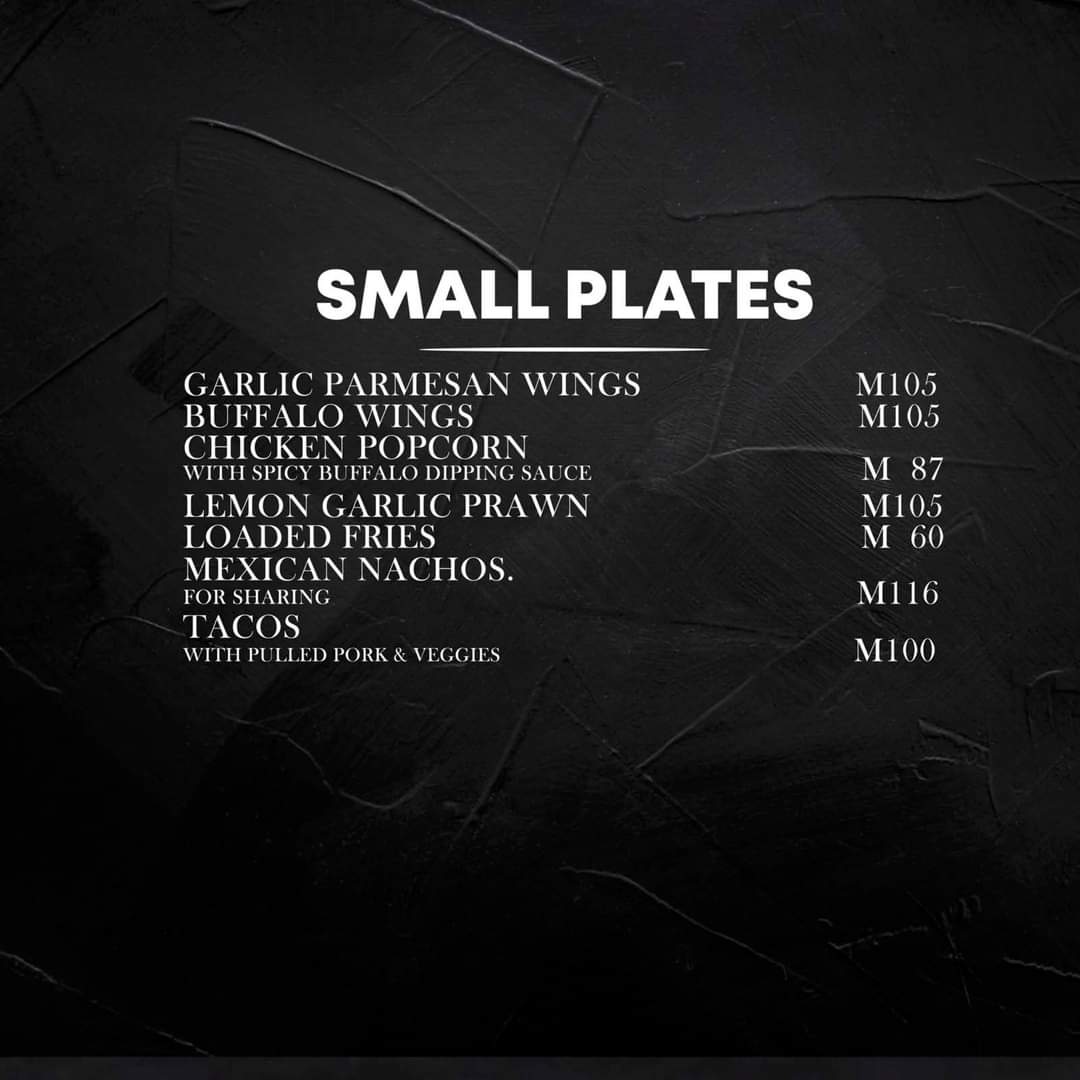 SMALL PLATES
GARLIC PARMESAN WINGS M105
BUFFALO WINGS M105
CHICKEN POPCORN
WITH SPICY BUFFALO DIPPING SAUCE M 87
LEMON GARLIC PRAWN M105
LOADED FRIES M 60
MEXICAN NACHOS.
FOR SHARING M116
TACOS
WITH PULLED PORK & VEGGIES M100